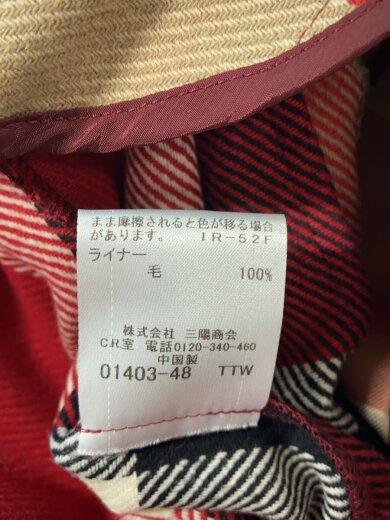 まま摩擦されると色が移る場合
があります。 IR-52F
ライナー
毛 100%
株式会社 三陽商会
CR室 電話0120-340-460
中国製
01403-48 TTW